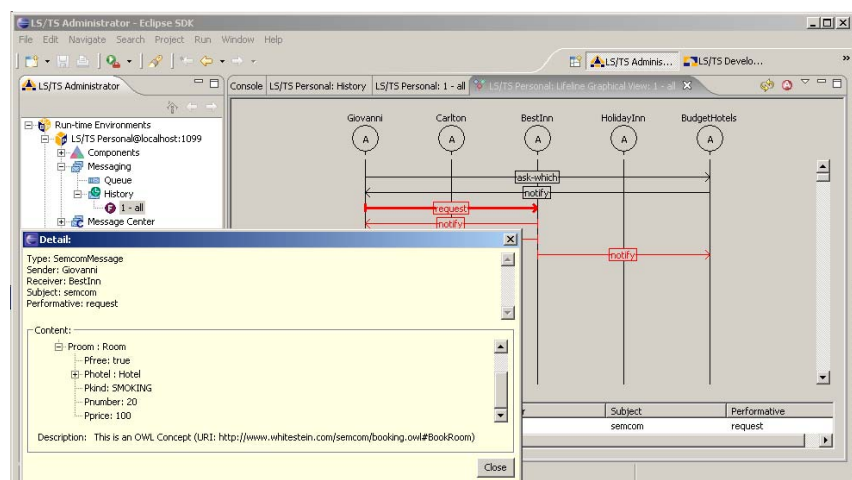 LS/TS Administrator - Eclipse SDK
File Edit Navigate Search Project Run Window Help
LS/TS Adminis... LS/TS Develo... »
LS/TS Administrator
Console LS/TS Personal: History LS/TS Personal: 1 - all LS/TS Personal: Lifeline Graphical View: 1 - all
Run-time Environments
LS/TS Personal@localhost:1099
Components
Messaging
Queue
History
1 - all
Message Center
Giovanni Carlton BestInn HolidayInn BudgetHotels
A A A A A
ask-which
notify
request
notify
notify
Detail:
Type: SemcomMessage
Sender: Giovanni
Receiver: BestInn
Subject: semcom
Performative: request
Content:
Proom : Room
Pfree: true
Photel : Hotel
Pkind: SMOKING
Pnumber: 20
Pprice: 100
Description: This is an OWL Concept (URI: http://www.whitestein.com/semcom/booking.owl#BookRoom)
Close
r Subject Performative
semcom request